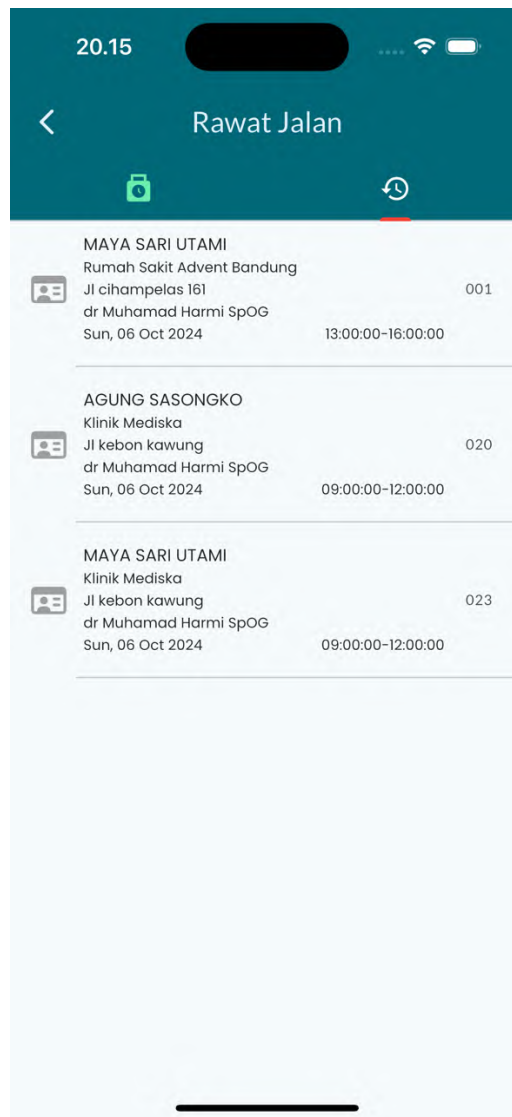 20.15
Rawat Jalan
MAYA SARI UTAMI
Rumah Sakit Advent Bandung
Jl cihampelas 161
001
dr Muhamad Harmi SpOG
Sun, 06 Oct 2024 13:00:00-16:00:00
AGUNG SASONGKO
Klinik Mediska
Jl kebon kawung
020
dr Muhamad Harmi SpOG
Sun, 06 Oct 2024 09:00:00-12:00:00
MAYA SARI UTAMI
Klinik Mediska
Jl kebon kawung
023
dr Muhamad Harmi SpOG
Sun, 06 Oct 2024 09:00:00-12:00:00